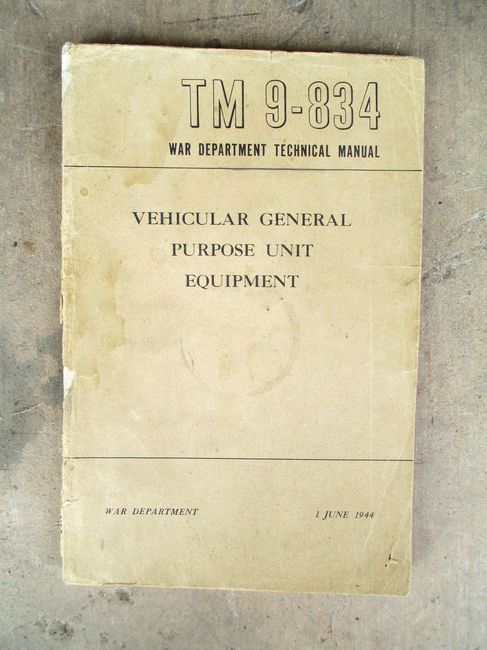 TM 9-834
WAR DEPARTMENT TECHNICAL MANUAL
VEHICULAR GENERAL
PURPOSE UNIT
EQUIPMENT
WAR DEPARTMENT 1 JUNE 1944